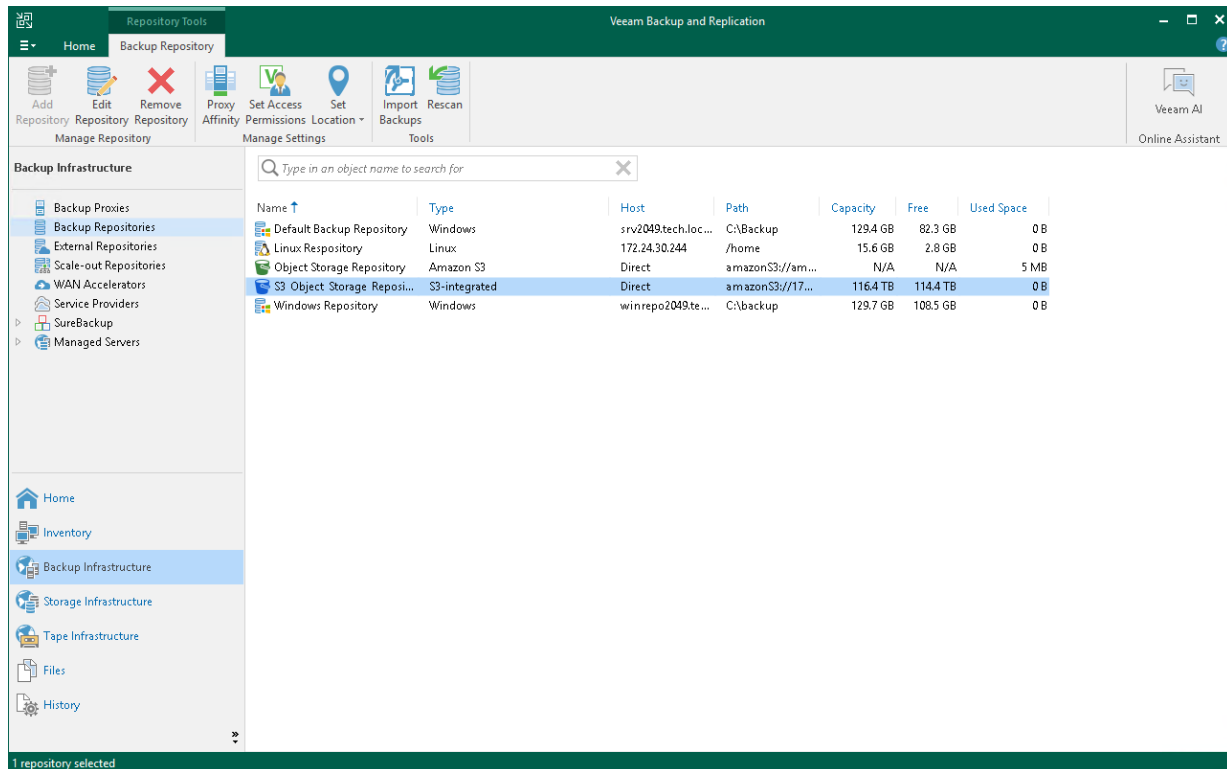 Repository Tools
Veeam Backup and Replication
Home Backup Repository
Add Repository
Edit Repository
Remove Repository
Proxy Affinity
Set Access Permissions
Set Location
Import Backups
Rescan
Veeam AI
Manage Repository
Manage Settings
Tools
Online Assistant
Backup Infrastructure
Backup Proxies
Backup Repositories
External Repositories
Scale-out Repositories
WAN Accelerators
Service Providers
SureBackup
Managed Servers
Home
Inventory
Backup Infrastructure
Storage Infrastructure
Tape Infrastructure
Files
History
Type in an object name to search for
Name Type Host Path Capacity Free Used Space
Default Backup Repository Windows srv2049.tech.loc... C:\Backup 129.4 GB 82.3 GB 0 B
Linux Respository Linux 172.24.30.244 /home 15.6 GB 2.8 GB 0 B
Object Storage Repository Amazon S3 Direct amazonS3://am... N/A N/A 5 MB
S3 Object Storage Reposi... S3-integrated Direct amazonS3://17... 116.4 TB 114.4 TB 0 B
Windows Repository Windows winrepo2049.te... C:\backup 129.7 GB 108.5 GB 0 B
1 repository selected